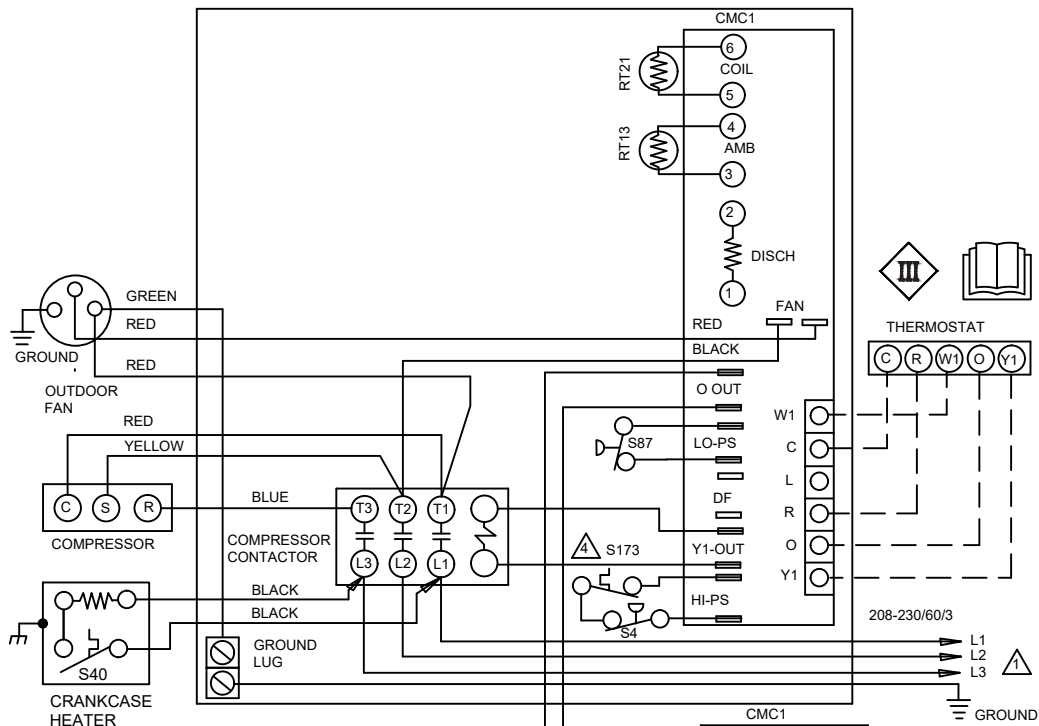 CMC1
6
COIL
RT21
5
4
AMB
RT13
3
2
DISCH
1
III
GREEN
FAN
RED
RED
BLACK
THERMOSTAT
C R W1 O Y1
GROUND
RED
OUTDOOR
FAN
O OUT
W1
RED
S87
LO-PS
C
YELLOW
L
DF
R
C S R
BLUE
T3 T2 T1
COMPRESSOR
COMPRESSOR
CONTACTOR
Y1-OUT
O
4
S173
L3 L2 L1
Y1
BLACK
HI-PS
BLACK
S4
208-230/60/3
L1
GROUND
LUG
L2
L3
1
S40
CRANKCASE
HEATER
CMC1
GROUND